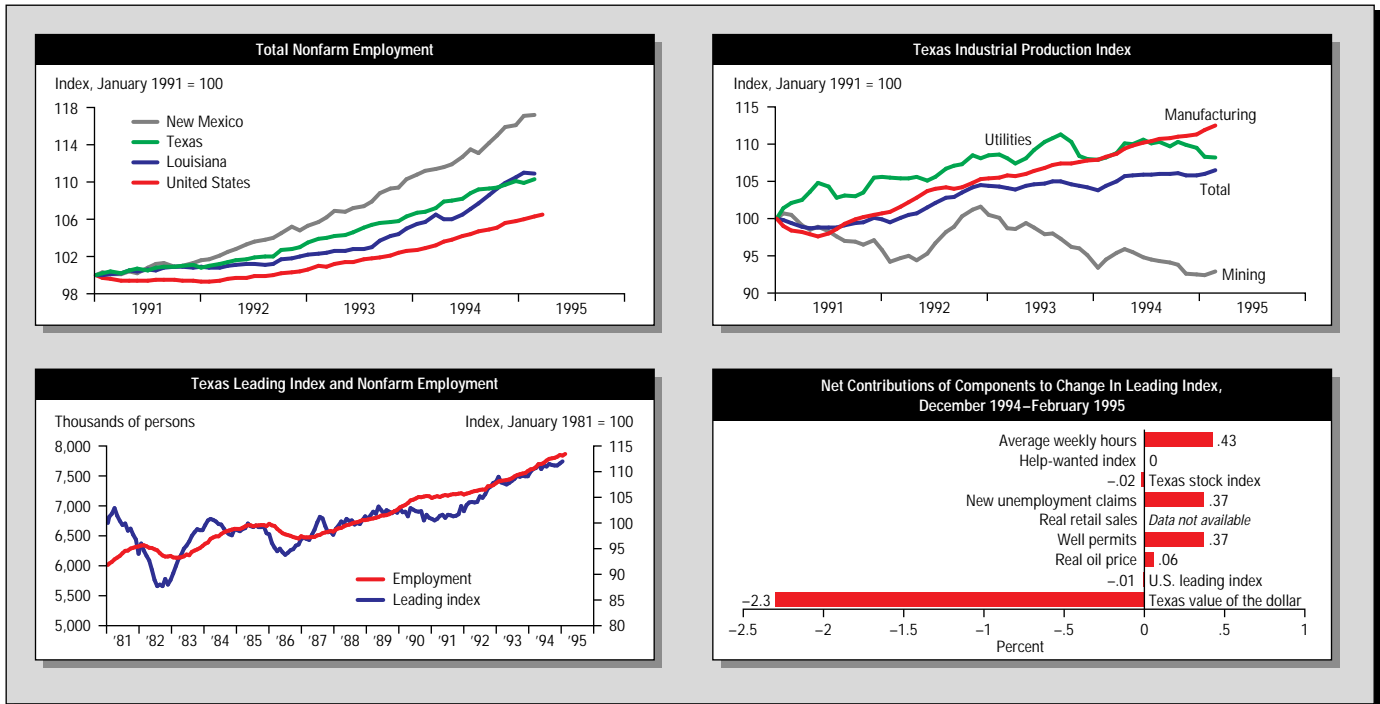 Total Nonfarm Employment
Index, January 1991 = 100
118
114
110
106
102
98
New Mexico
Texas
Louisiana
United States
1991 1992 1993 1994 1995
Texas Industrial Production Index
Index, January 1991 = 100
115
110
105
100
95
90
Utilities
Manufacturing
Total
Mining
1991 1992 1993 1994 1995
Texas Leading Index and Nonfarm Employment
Thousands of persons Index, January 1981 = 100
8,000 115
7,500 110
7,000 105
6,500 100
95
6,000 90
5,500 85
5,000 80
Employment
Leading index
'81 '82 '83 '84 '85 '86 '87 '88 '89 '90 '91 '92 '93 '94 '95
Net Contributions of Components to Change In Leading Index,
December 1994–February 1995
Average weekly hours .43
Help-wanted index 0
–.02 Texas stock index
New unemployment claims .37
Real retail sales Data not available
Well permits .37
Real oil price .06
–.01 U.S. leading index
–2.3 Texas value of the dollar
–2.5 –2 –1.5 –1 –.5 0 .5 1
Percent